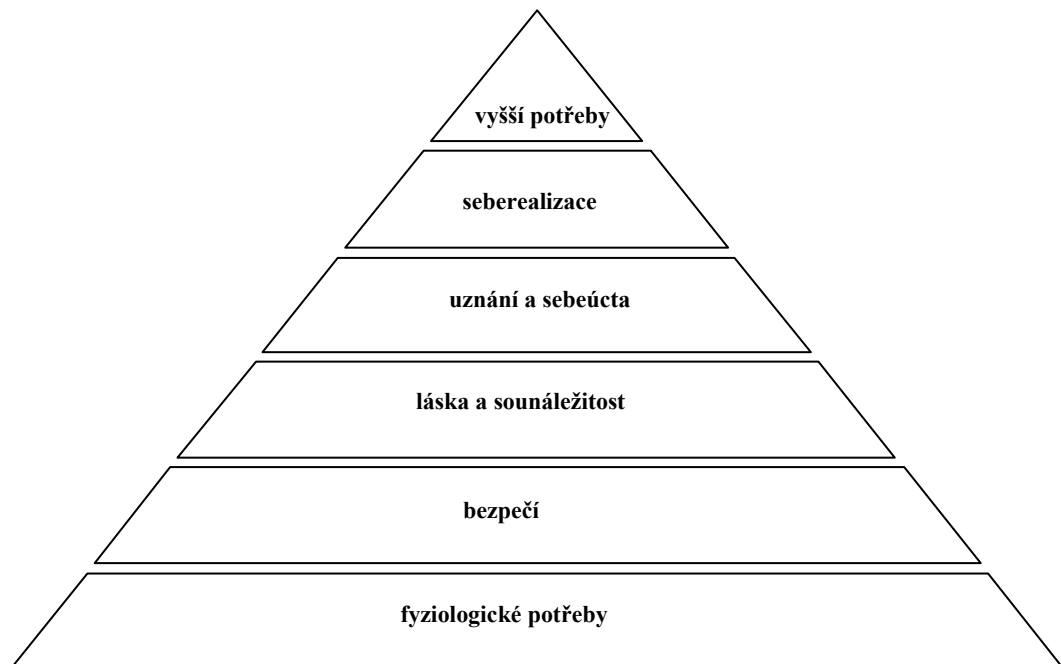 vyšší potřeby
seberealizace
uznání a sebeúcta
láska a sounáležitost
bezpečí
fyziologické potřeby